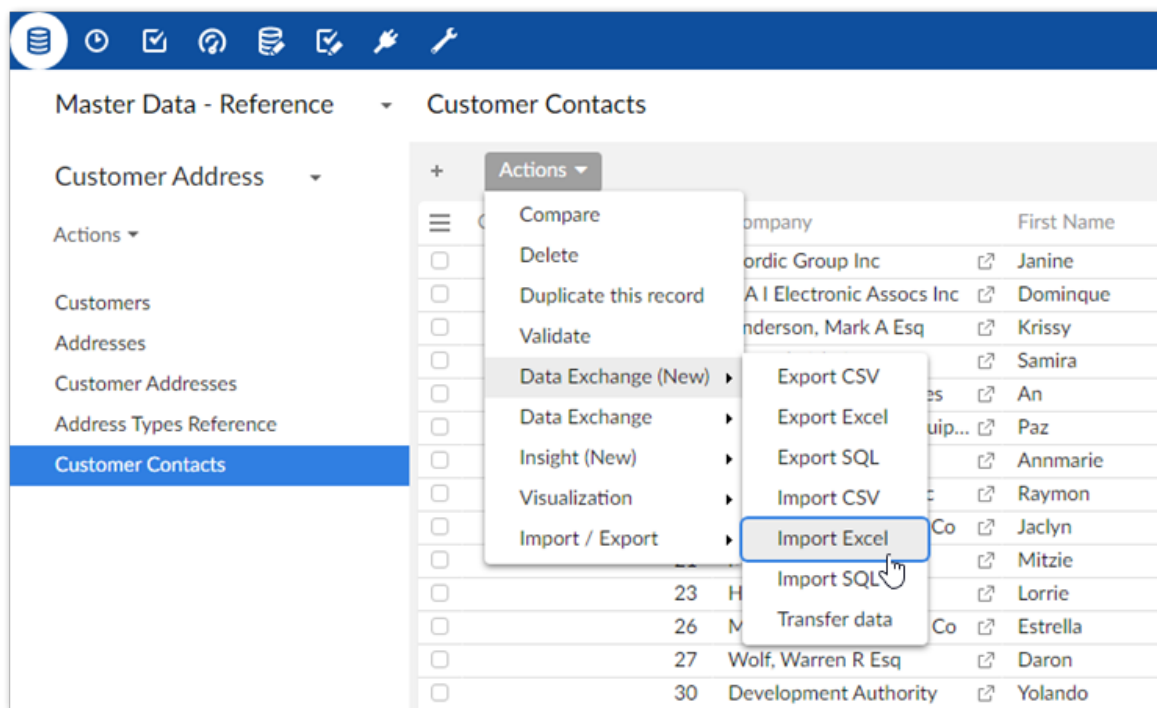 Master Data - Reference
Customer Contacts
Customer Address
Actions
Customers
Addresses
Customer Addresses
Address Types Reference
Customer Contacts
+ Actions
Compare
Delete
Duplicate this record
Validate
Data Exchange (New)
Data Exchange
Insight (New)
Visualization
Import / Export
Export CSV
Export Excel
Export SQL
Import CSV
Import Excel
Import SQL
Transfer data
ompany First Name
ordic Group Inc Janine
A I Electronic Assocs Inc Dominque
nderson, Mark A Esq Krissy
Samira
es An
uip... Paz
Annmarie
Raymon
Co Jaclyn
Mitzie
23 H Lorrie
26 M Co Estrella
27 Wolf, Warren R Esq Daron
30 Development Authority Yolando